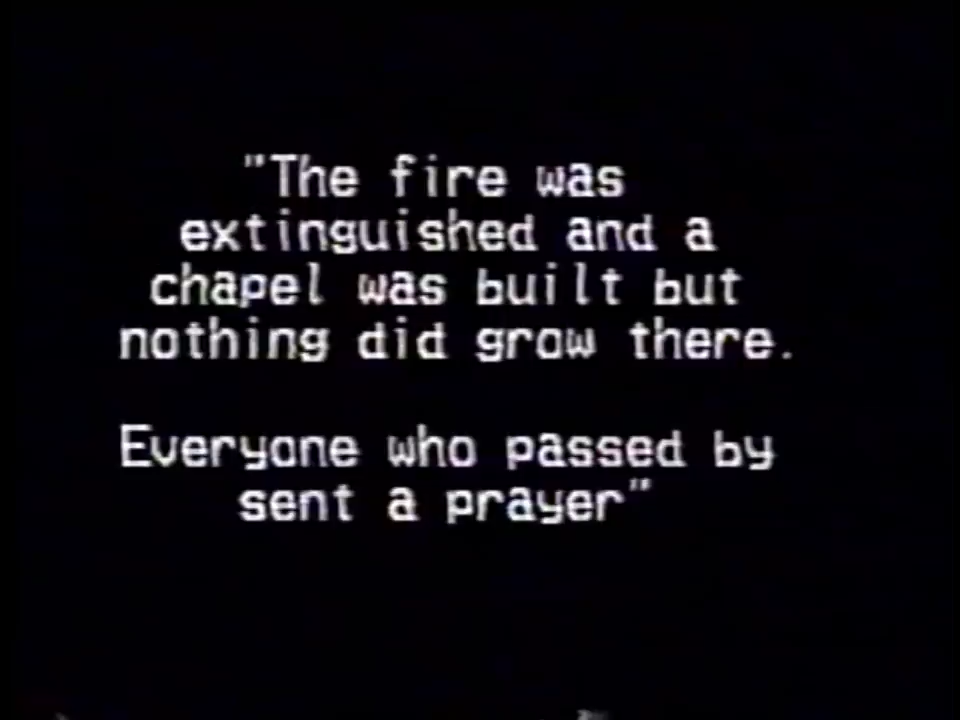 "The fire was
extinguished and a
chapel was built but
nothing did grow there.
Everyone who passed by
sent a prayer"